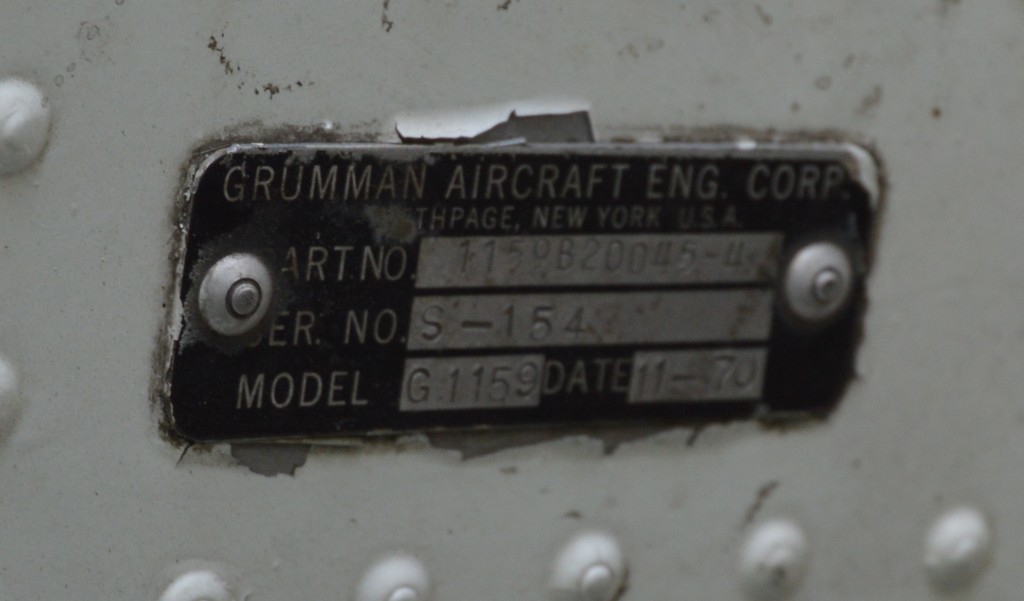 GRUMMAN AIRCRAFT ENG. CORP.
THPAGE, NEW YORK U.S.A.
ART.NO. 1159B20045-4
ER. NO. S-154
MODEL G.1159 DATE 11-70